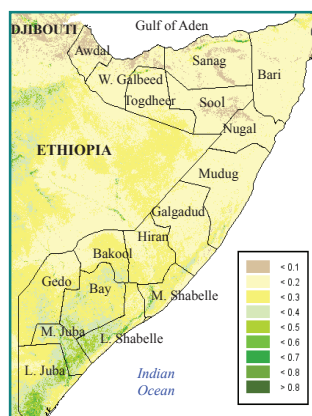 Gulf of Aden
DJIBOUTI
Awdal
Sanag
Bari
W. Galbeed
Togdheer
Sool
Nugal
ETHIOPIA
Mudug
Galgadud
Hiran
Bakool
Gedo
Bay
M. Shabelle
M. Juba
L. Shabelle
L. Juba
Indian
Ocean
< 0.1
< 0.2
< 0.3
< 0.4
< 0.5
< 0.6
< 0.7
< 0.8
> 0.8